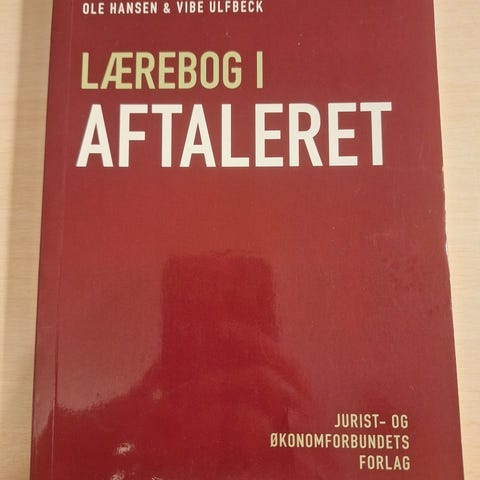 OLE HANSEN & VIBE ULFBECK
LÆREBOG I
AFTALERET
JURIST- OG
ØKONOMFORBUNDETS
FORLAG